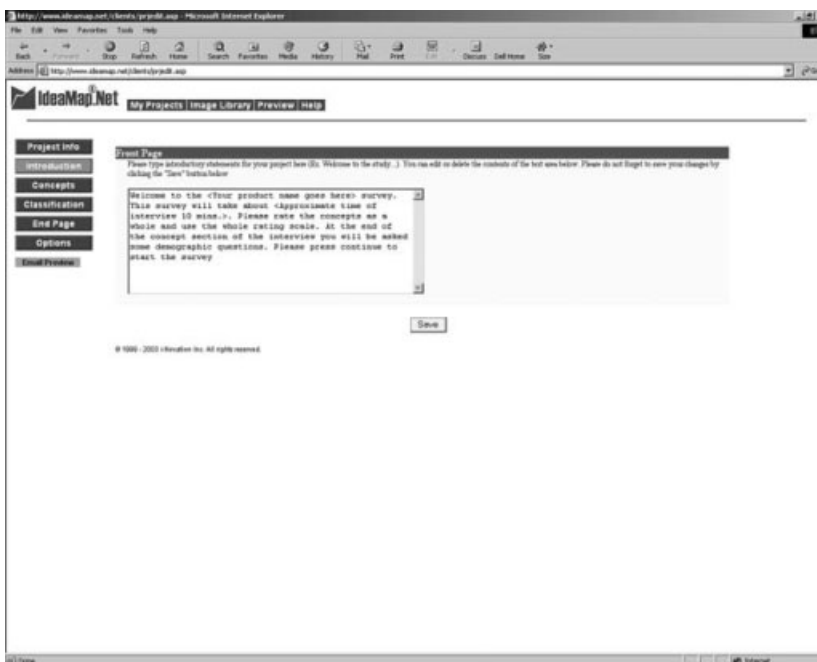 http://www.ideamap.net/clients/prjedit.asp - Microsoft Internet Explorer
File Edit View Favorites Tools Help
Back Forward Stop Refresh Home Search Favorites Media History Mail Print Edit Discuss Dell Home Size
Address http://www.ideamap.net/clients/prjedit.asp
IdeaMap.Net My Projects Image Library Preview Help
Project Info
Introduction
Concepts
Classification
End Page
Options
Email Preview
Front Page
Please type introductory statements for your project here (Ex. Welcome to the study...). You can edit or delete the contents of the text area below. Please do not forget to save your changes by
clicking the "Save" button below
Welcome to the <Your product name goes here> survey.
This survey will take about <Approximate time of
interview 10 mins.>. Please rate the concepts as a
whole and use the whole rating scale. At the end of
the concept section of the interview you will be asked
some demographic questions. Please press continue to
start the survey
Save
© 1999 - 2003 i-Novation Inc. All rights reserved.
Done
Internet